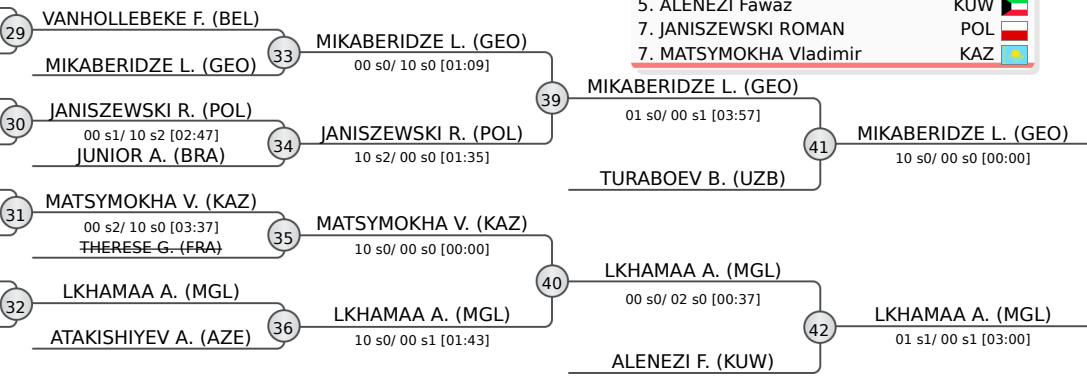 5. ALENEZI Fawaz KUW
7. JANISZEWSKI ROMAN POL
7. MATSYMOKHA Vladimir KAZ
29
VANHOLLEBEKE F. (BEL)
MIKABERIDZE L. (GEO)
30
JANISZEWSKI R. (POL)
00 s1/ 10 s2 [02:47]
JUNIOR A. (BRA)
31
MATSYMOKHA V. (KAZ)
00 s2/ 10 s0 [03:37]
THERESE G. (FRA)
32
LKHAMAA A. (MGL)
ATAKISHIYEV A. (AZE)
33
MIKABERIDZE L. (GEO)
00 s0/ 10 s0 [01:09]
34
JANISZEWSKI R. (POL)
10 s2/ 00 s0 [01:35]
35
MATSYMOKHA V. (KAZ)
10 s0/ 00 s0 [00:00]
36
LKHAMAA A. (MGL)
10 s0/ 00 s1 [01:43]
39
MIKABERIDZE L. (GEO)
01 s0/ 00 s1 [03:57]
TURABOEV B. (UZB)
40
LKHAMAA A. (MGL)
00 s0/ 02 s0 [00:37]
ALENEZI F. (KUW)
41
MIKABERIDZE L. (GEO)
10 s0/ 00 s0 [00:00]
42
LKHAMAA A. (MGL)
01 s1/ 00 s1 [03:00]